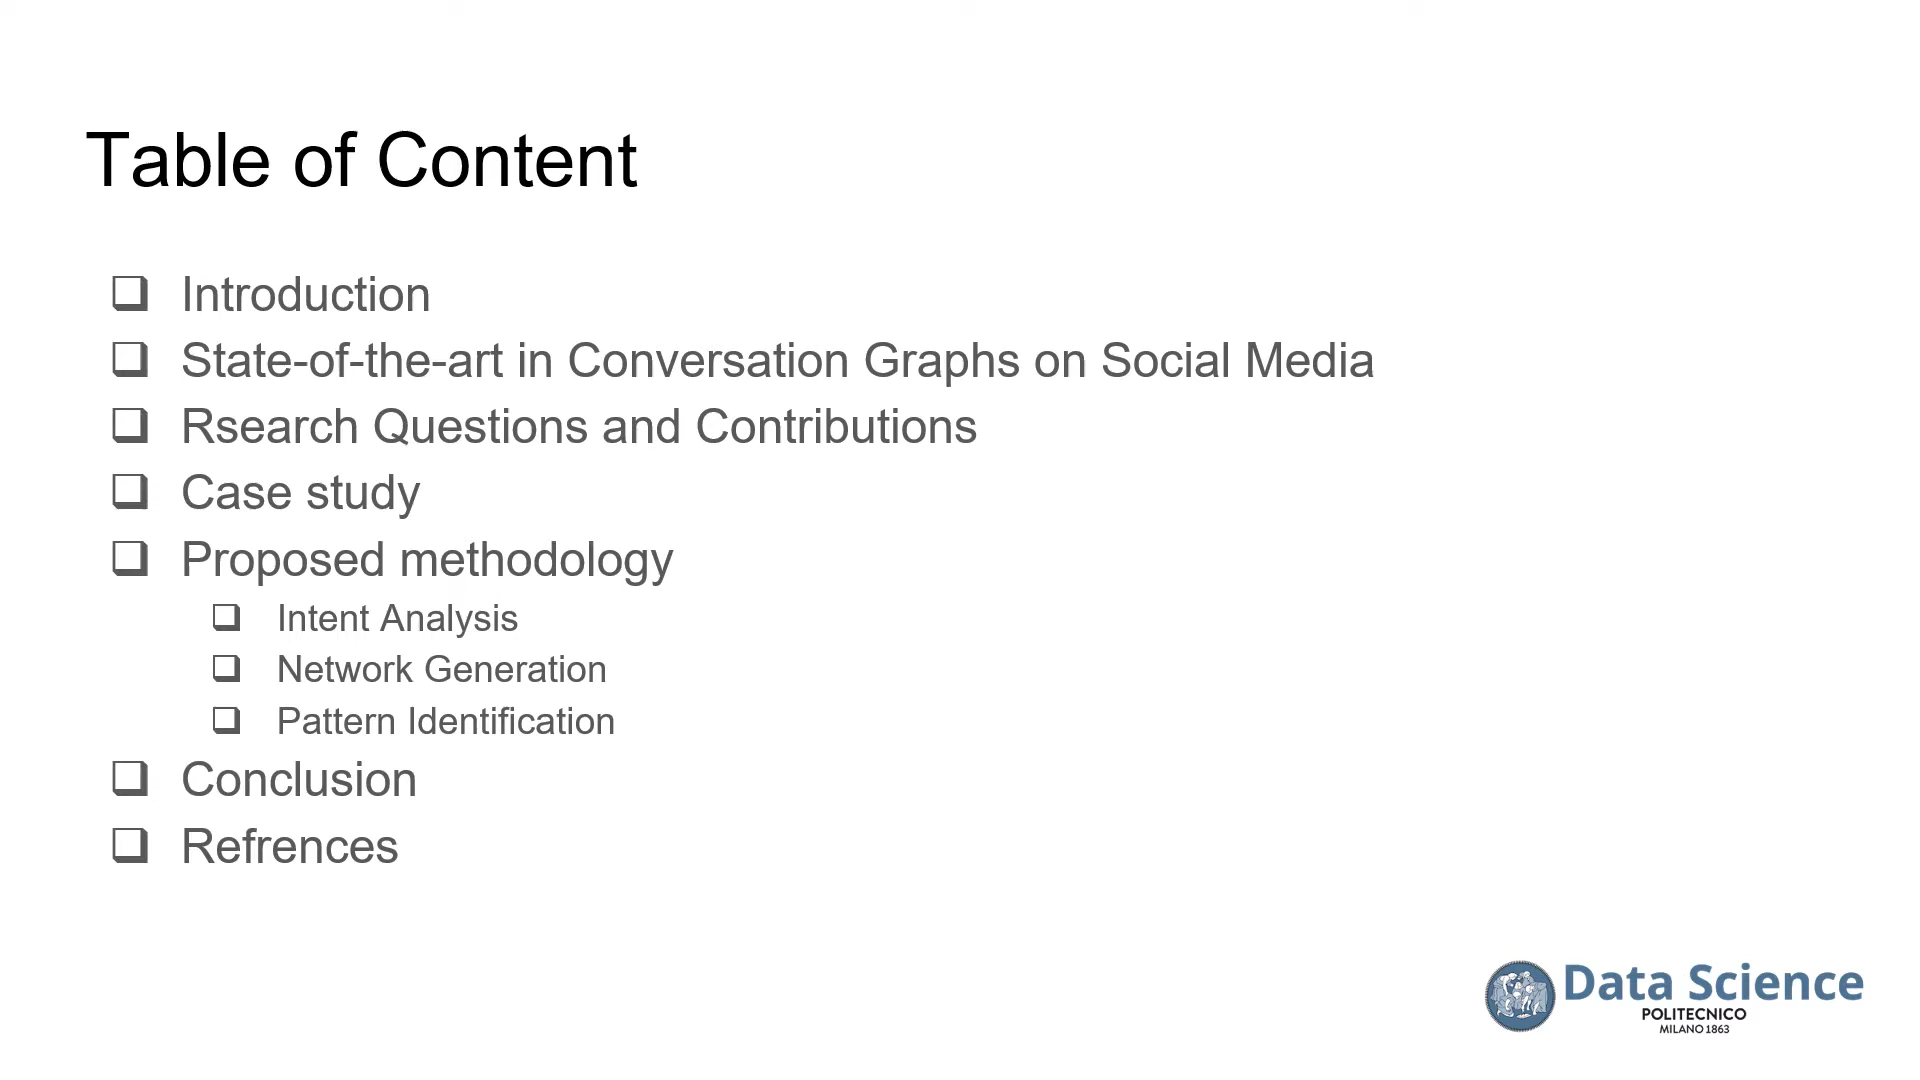 Table of Content
Introduction
State-of-the-art in Conversation Graphs on Social Media
Rsearch Questions and Contributions
Case study
Proposed methodology
Intent Analysis
Network Generation
Pattern Identification
Conclusion
Refrences
Data Science
POLITECNICO
MILANO 1863